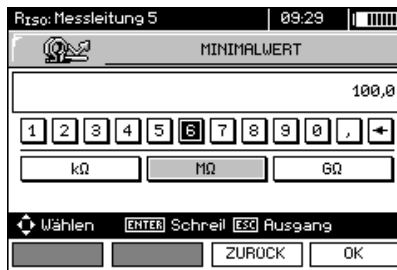 RISO: Messleitung 5 09:29
MINIMALWERT
100,0
1 2 3 4 5 6 7 8 9 0 ,
kΩ MΩ GΩ
Wählen ENTER Schreil ESC Ausgang
ZURÜCK OK